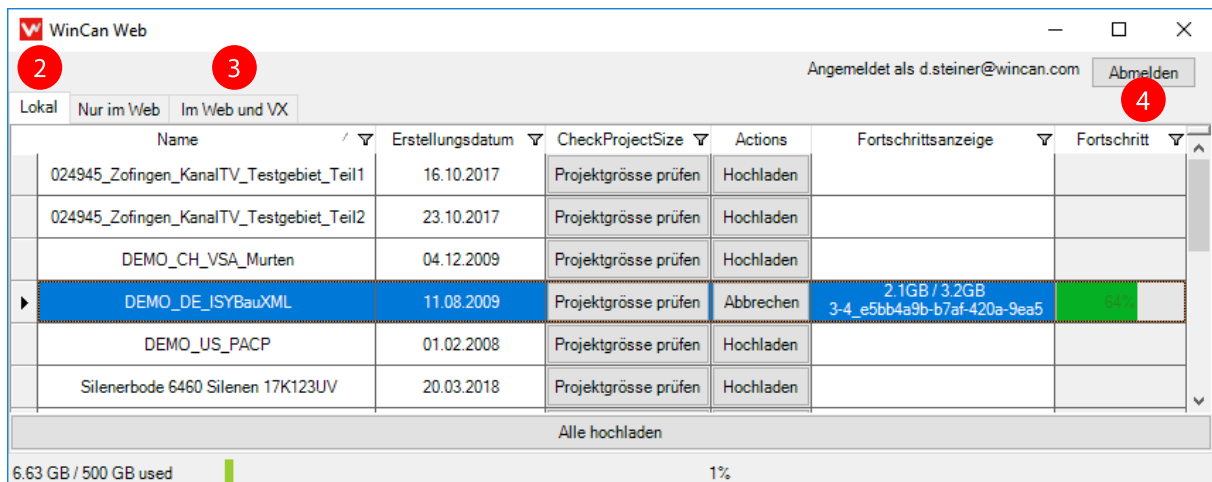 WinCan Web
2
3
Angemeldet als d.steiner@wincan.com Abmelden
4
Lokal Nur im Web Im Web und VX
Name Erstellungsdatum CheckProjectSize Actions Fortschrittsanzeige Fortschritt
024945_Zofingen_KanalTV_Testgebiet_Teil1 16.10.2017 Projektgrösse prüfen Hochladen
024945_Zofingen_KanalTV_Testgebiet_Teil2 23.10.2017 Projektgrösse prüfen Hochladen
DEMO_CH_VSA_Murten 04.12.2009 Projektgrösse prüfen Hochladen
DEMO_DE_ISYBauXML 11.08.2009 Projektgrösse prüfen Abbrechen 2.1GB / 3.2GB 64%
3-4_e5bb4a9b-b7af-420a-9ea5
DEMO_US_PACP 01.02.2008 Projektgrösse prüfen Hochladen
Silenerbode 6460 Silenen 17K123UV 20.03.2018 Projektgrösse prüfen Hochladen
Alle hochladen
6.63 GB / 500 GB used 1%